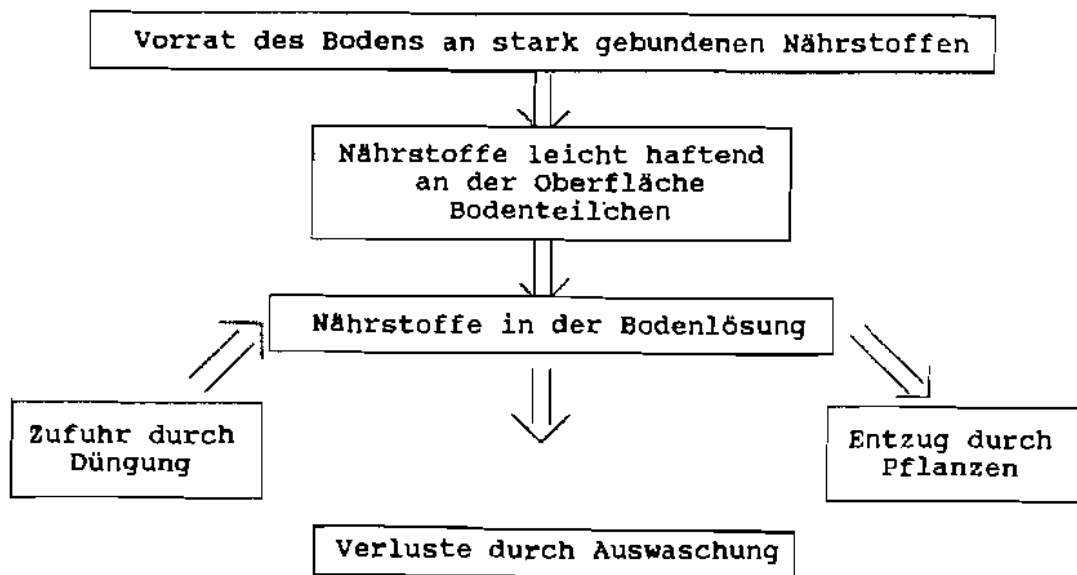 Vorrat des Bodens an stark gebundenen Nährstoffen
Nährstoffe leicht haftend
an der Oberfläche
Bodenteilchen
Nährstoffe in der Bodenlösung
Zufuhr durch
Düngung
Entzug durch
Pflanzen
Verluste durch Auswaschung